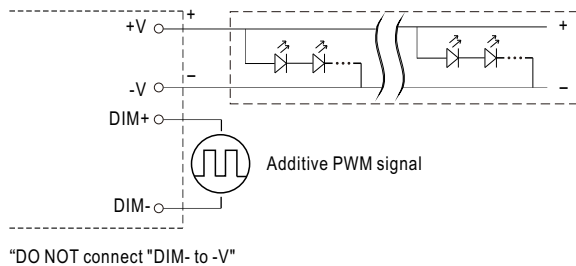 +V
+
+
-V
–
–
DIM+
Additive PWM signal
DIM-
“DO NOT connect "DIM- to -V"